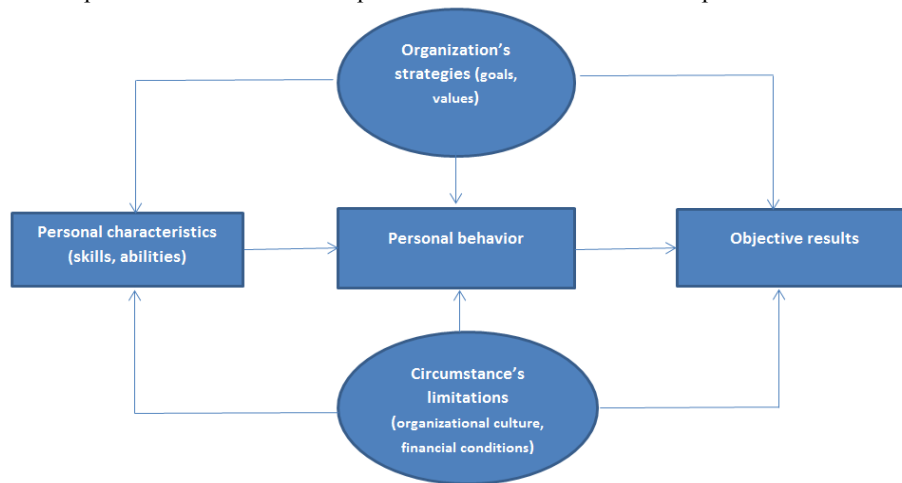 Organization's
strategies (goals,
values)
Personal characteristics
(skills, abilities)
Personal behavior
Objective results
Circumstance's
limitations
(organizational culture,
financial conditions)